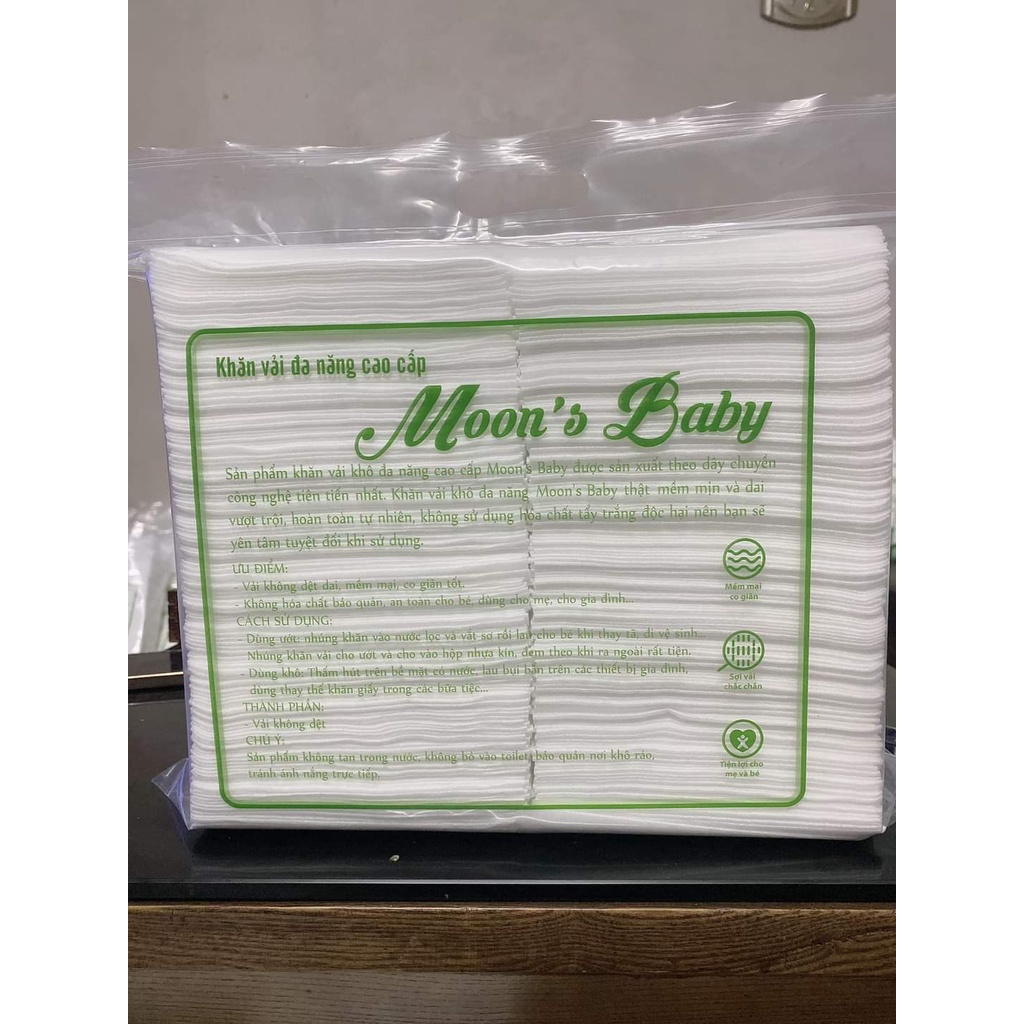 Khăn vải đa năng cao cấp
Moon's Baby
Sản phẩm khăn vải khô đa năng cao cấp Moon's Baby được sản xuất theo dây chuyền
công nghệ tiên tiến nhất. Khăn vải khô đa năng Moon's Baby thật mềm mịn và dai
vượt trội, hoàn toàn tự nhiên, không sử dụng hóa chất tẩy trắng độc hại nên bạn sẽ
yên tâm tuyệt đối khi sử dụng.
ƯU ĐIỂM:
- Vải không dệt dai, mềm mại, co giãn tốt.
- Không hóa chất bảo quản, an toàn cho bé, dùng cho mẹ, cho gia đình...
CÁCH SỬ DỤNG:
- Dùng ướt: nhúng khăn vào nước lọc và vắt sơ rồi lau cho bé khi thay tã, đi vệ sinh...
Nhúng khăn vải cho ướt và cho vào hộp nhựa kín, đem theo khi ra ngoài rất tiện.
- Dùng khô: Thấm hút trên bề mặt có nước, lau bụi bẩn trên các thiết bị gia đình,
dùng thay thế khăn giấy trong các bữa tiệc...
THÀNH PHẦN:
- Vải không dệt
CHÚ Ý:
Sản phẩm không tan trong nước, không bỏ vào toilet, bảo quản nơi khô ráo,
tránh ánh nắng trực tiếp.
Mềm mại
co giãn
Sợi vải
chắc chắn
Tiện lợi cho
mẹ và bé